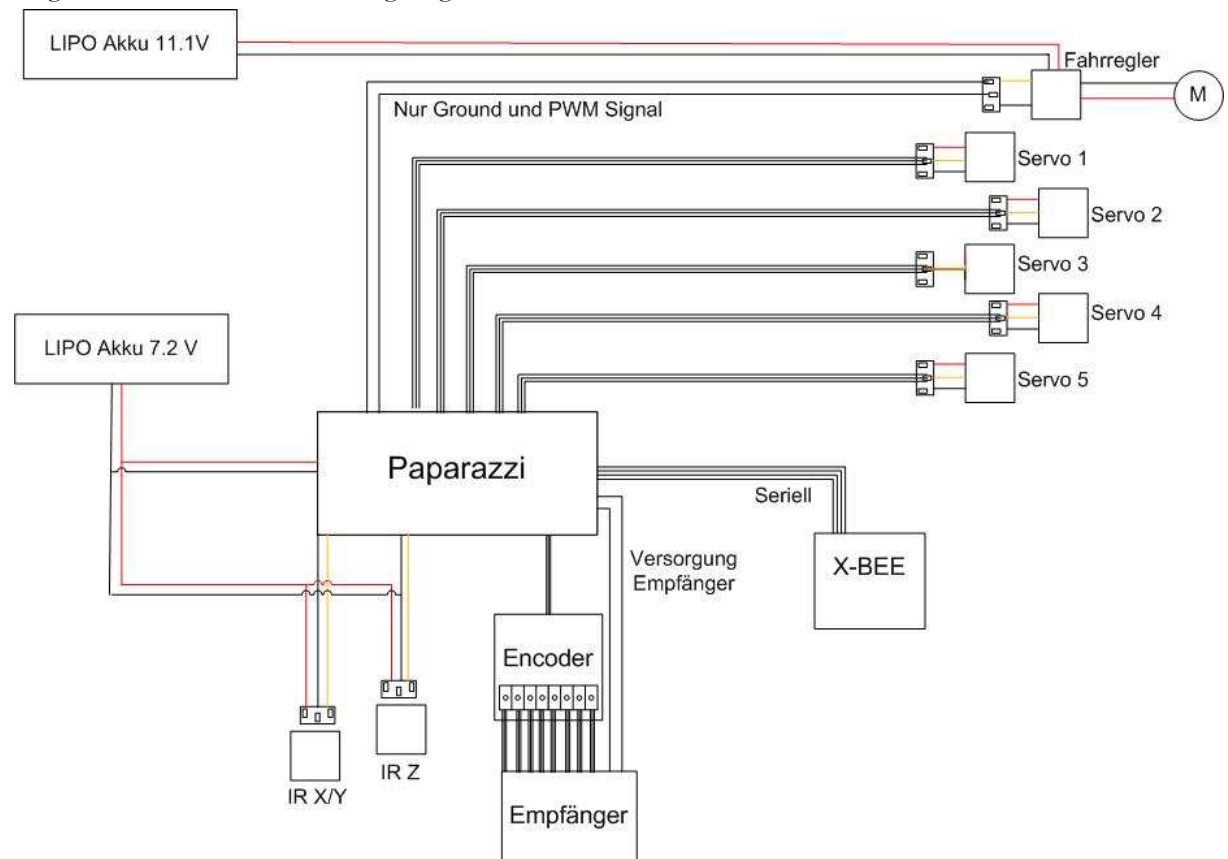 LIPO Akku 11.1V
Fahrregler
M
Nur Ground und PWM Signal
Servo 1
Servo 2
Servo 3
Servo 4
LIPO Akku 7.2 V
Servo 5
Paparazzi
Seriell
Versorgung
Empfänger
X-BEE
Encoder
IR Z
IR X/Y
Empfänger